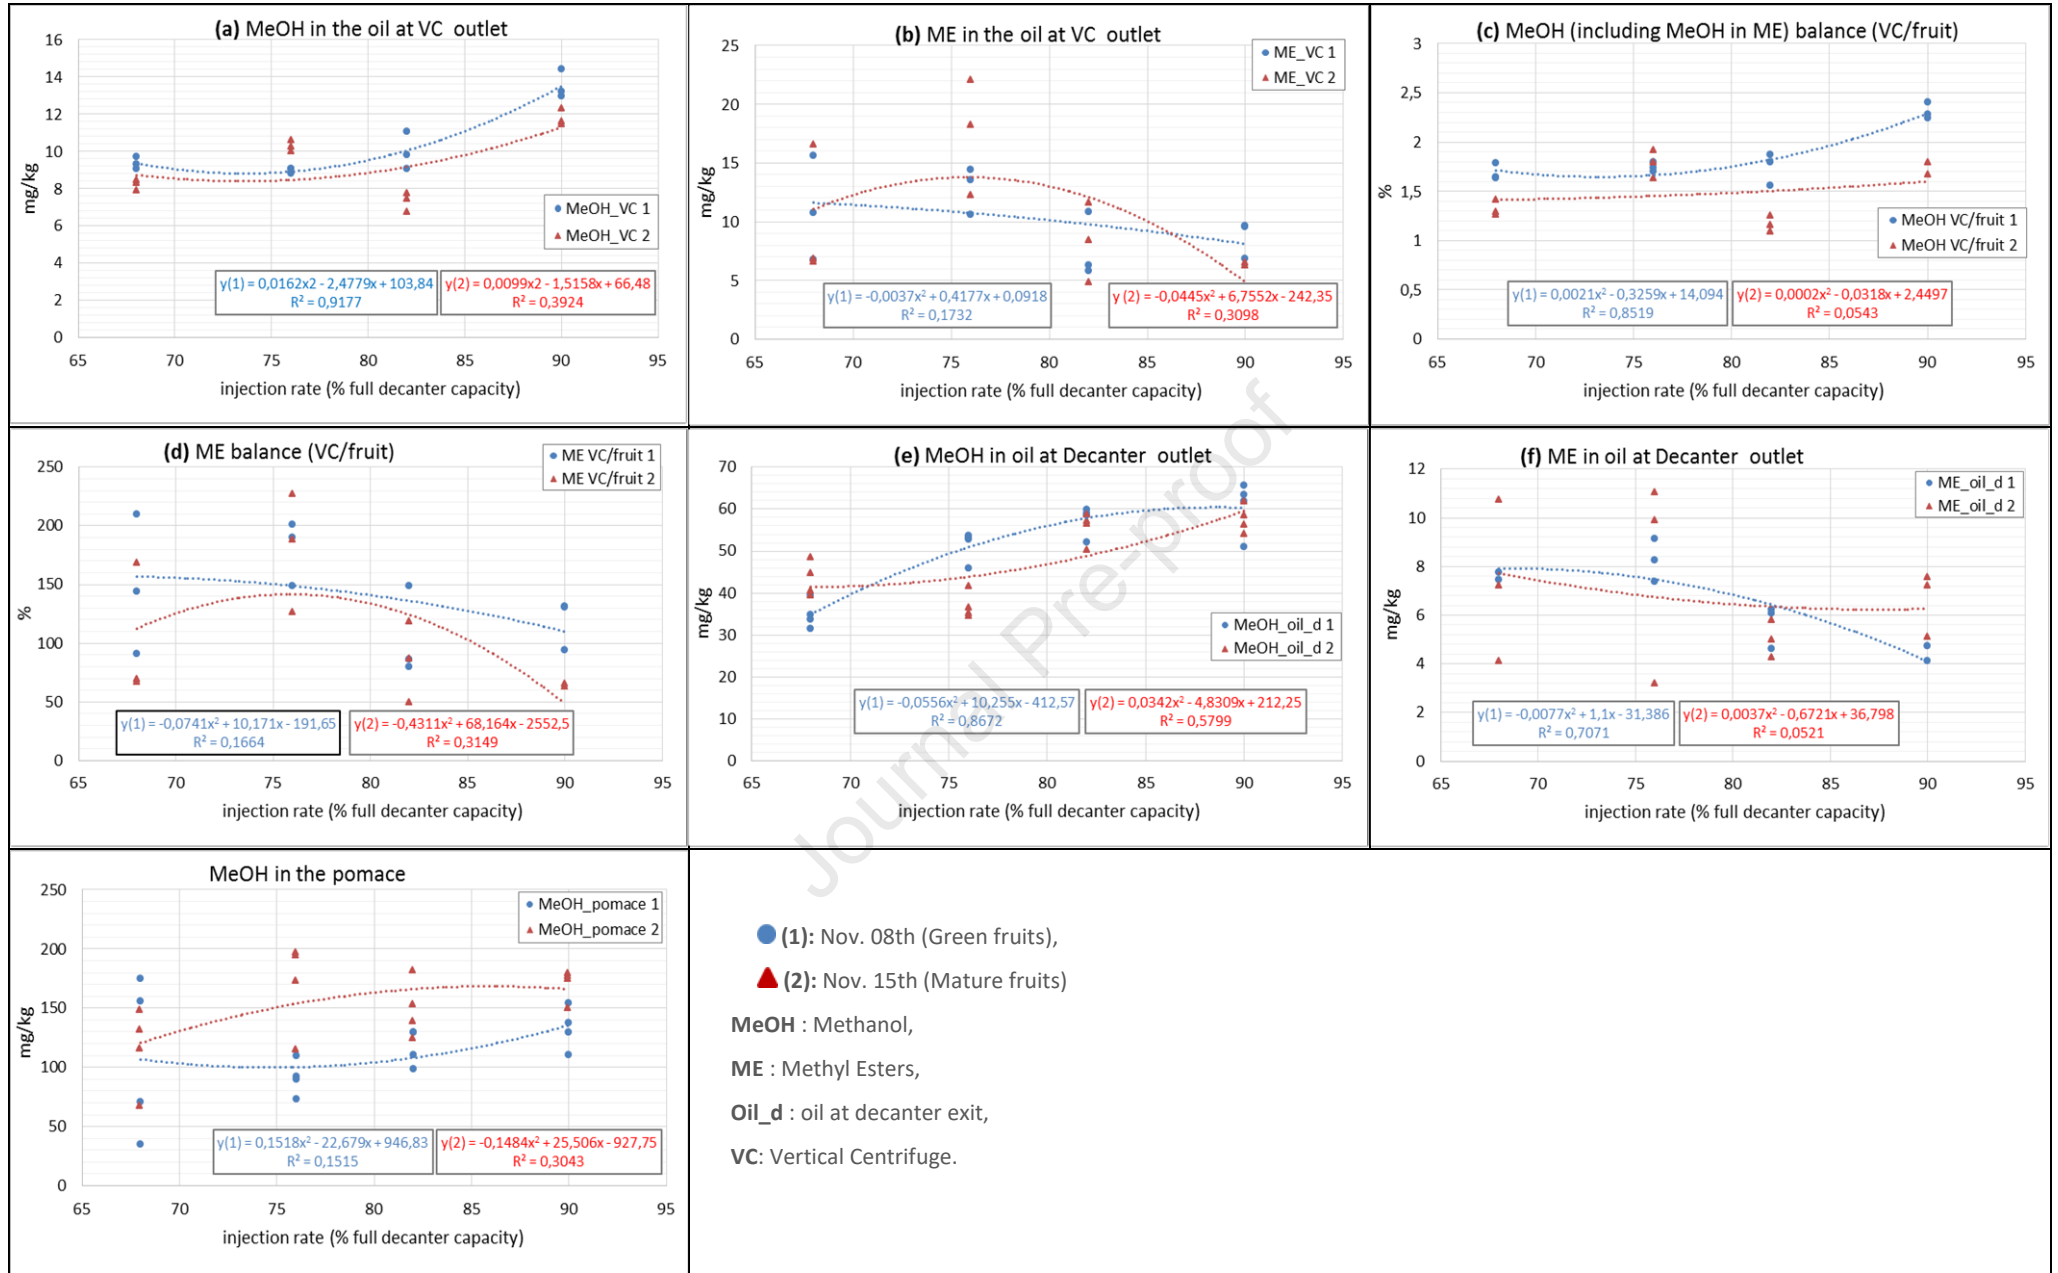 (a) MeOH in the oil at VC outlet
16
14
12
10
8
6
4
2
0
mg/kg
MeOH_VC 1
MeOH_VC 2
y(1) = 0,0162x2 - 2,4779x + 103,84
R² = 0,9177
y(2) = 0,0099x2 - 1,5158x + 66,48
R² = 0,3924
65 70 75 80 85 90 95
injection rate (% full decanter capacity)
(b) ME in the oil at VC outlet
25
20
15
10
5
0
mg/kg
ME_VC 1
ME_VC 2
y(1) = -0,0037x² + 0,4177x + 0,0918
R² = 0,1732
y (2) = -0,0445x² + 6,7552x - 242,35
R² = 0,3098
65 70 75 80 85 90 95
injection rate (% full decanter capacity)
(c) MeOH (including MeOH in ME) balance (VC/fruit)
3
2,5
2
1,5
1
0,5
0
%
MeOH VC/fruit 1
MeOH VC/fruit 2
y(1) = 0,0021x² - 0,3259x + 14,094
R² = 0,8519
y(2) = 0,0002x² - 0,0318x + 2,4497
R² = 0,0543
65 70 75 80 85 90 95
injection rate (% full decanter capacity)
(d) ME balance (VC/fruit)
250
200
150
100
50
0
%
ME VC/fruit 1
ME VC/fruit 2
y(1) = -0,0741x² + 10,171x - 191,65
R² = 0,1664
y(2) = -0,4311x² + 68,164x - 2552,5
R² = 0,3149
65 70 75 80 85 90 95
injection rate (% full decanter capacity)
(e) MeOH in oil at Decanter outlet
70
60
50
40
30
20
10
0
mg/kg
MeOH_oil_d 1
MeOH_oil_d 2
y(1) = -0,0556x² + 10,255x - 412,57
R² = 0,8672
y(2) = 0,0342x² - 4,8309x + 212,25
R² = 0,5799
65 70 75 80 85 90 95
injection rate (% full decanter capacity)
(f) ME in oil at Decanter outlet
12
10
8
6
4
2
0
mg/kg
ME_oil_d 1
ME_oil_d 2
y(1) = -0,0077x² + 1,1x - 31,386
R² = 0,7071
y(2) = 0,0037x² - 0,6721x + 36,798
R² = 0,0521
65 70 75 80 85 90 95
injection rate (% full decanter capacity)
MeOH in the pomace
250
200
150
100
50
0
mg/kg
MeOH_pomace 1
MeOH_pomace 2
y(1) = 0,1518x² - 22,679x + 946,83
R² = 0,1515
y(2) = -0,1484x² + 25,506x - 927,75
R² = 0,3043
65 70 75 80 85 90 95
injection rate (% full decanter capacity)
(1): Nov. 08th (Green fruits),
(2): Nov. 15th (Mature fruits)
MeOH : Methanol,
ME : Methyl Esters,
Oil_d : oil at decanter exit,
VC: Vertical Centrifuge.
Journal Pre-proof